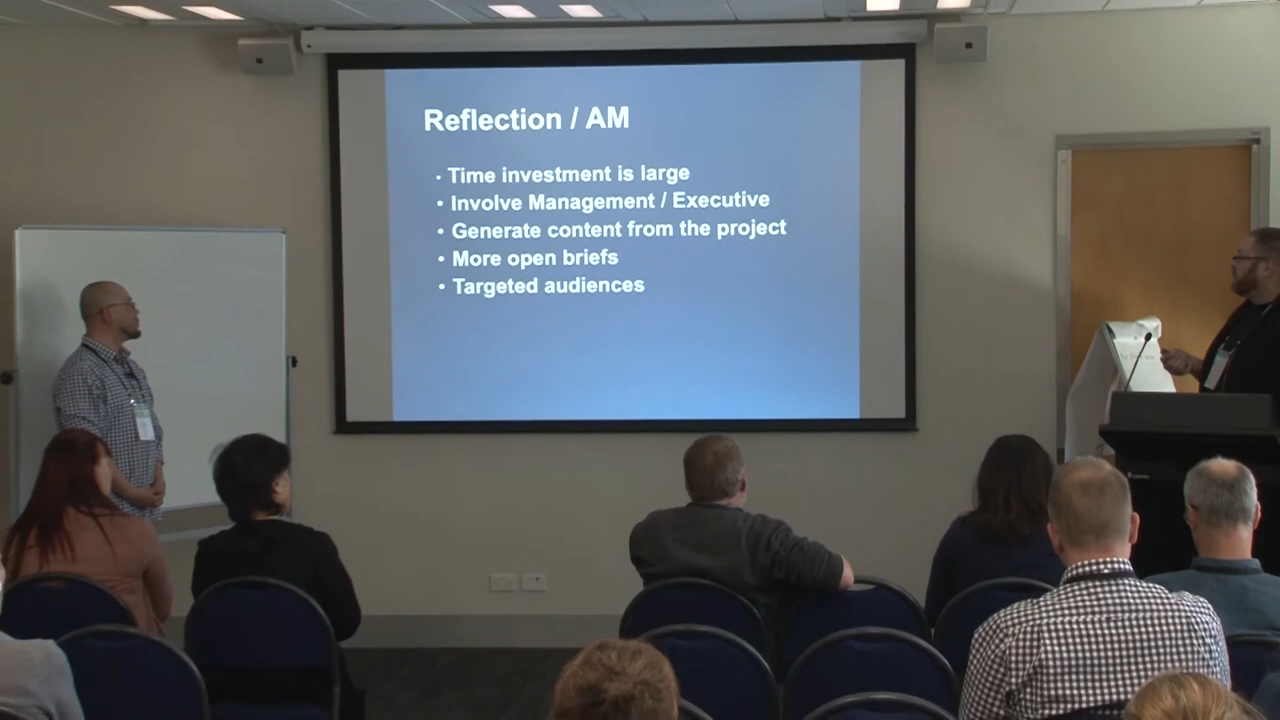 Reflection / AM
• Time investment is large
• Involve Management / Executive
• Generate content from the project
• More open briefs
• Targeted audiences